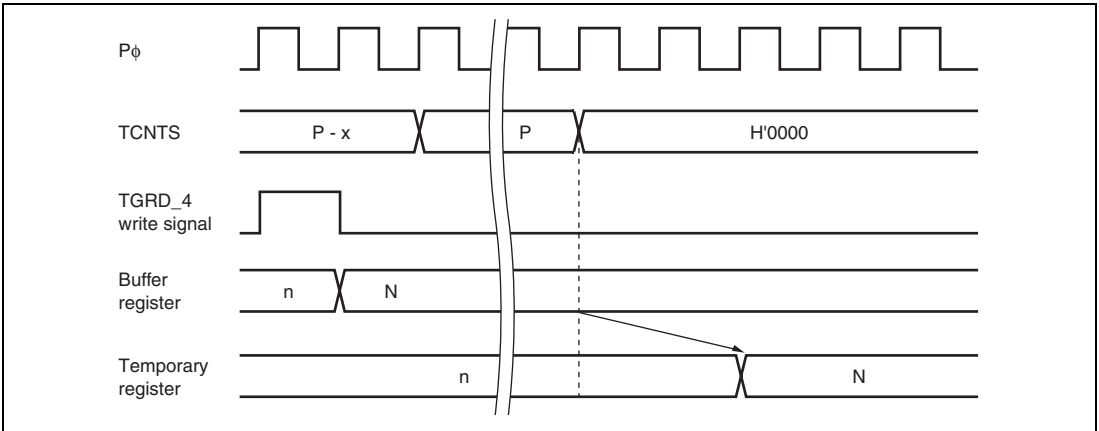 Pϕ
TCNTS
P - x
P
H'0000
TGRD_4
write signal
Buffer
register
n
N
Temporary
register
n
N